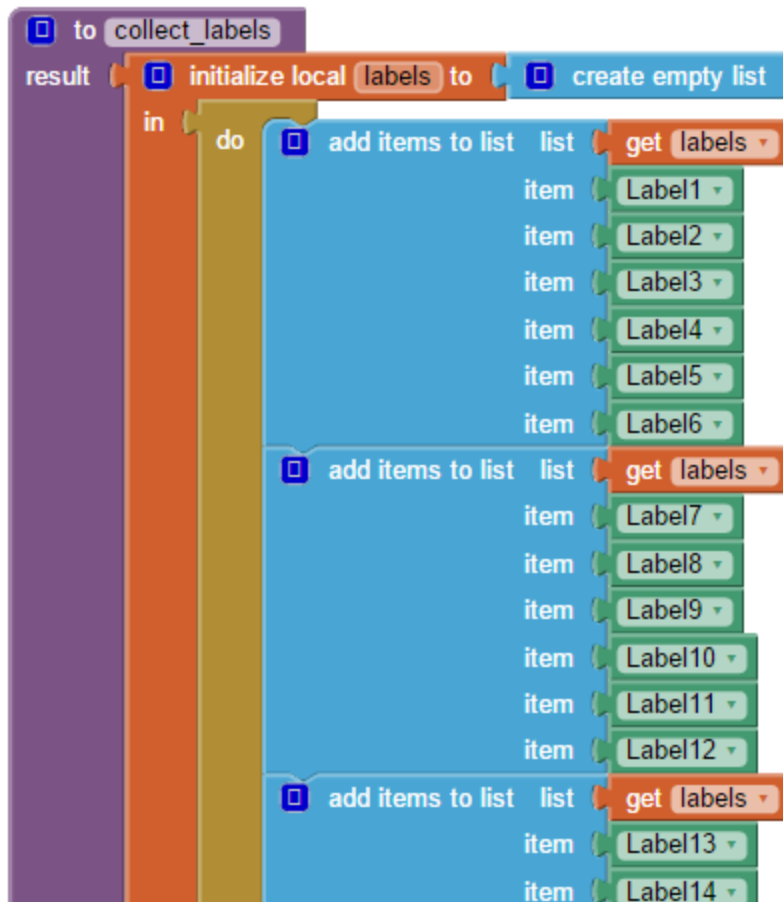 to collect_labels
result initialize local labels to create empty list
in do add items to list list get labels
item Label1
item Label2
item Label3
item Label4
item Label5
item Label6
add items to list list get labels
item Label7
item Label8
item Label9
item Label10
item Label11
item Label12
add items to list list get labels
item Label13
item Label14